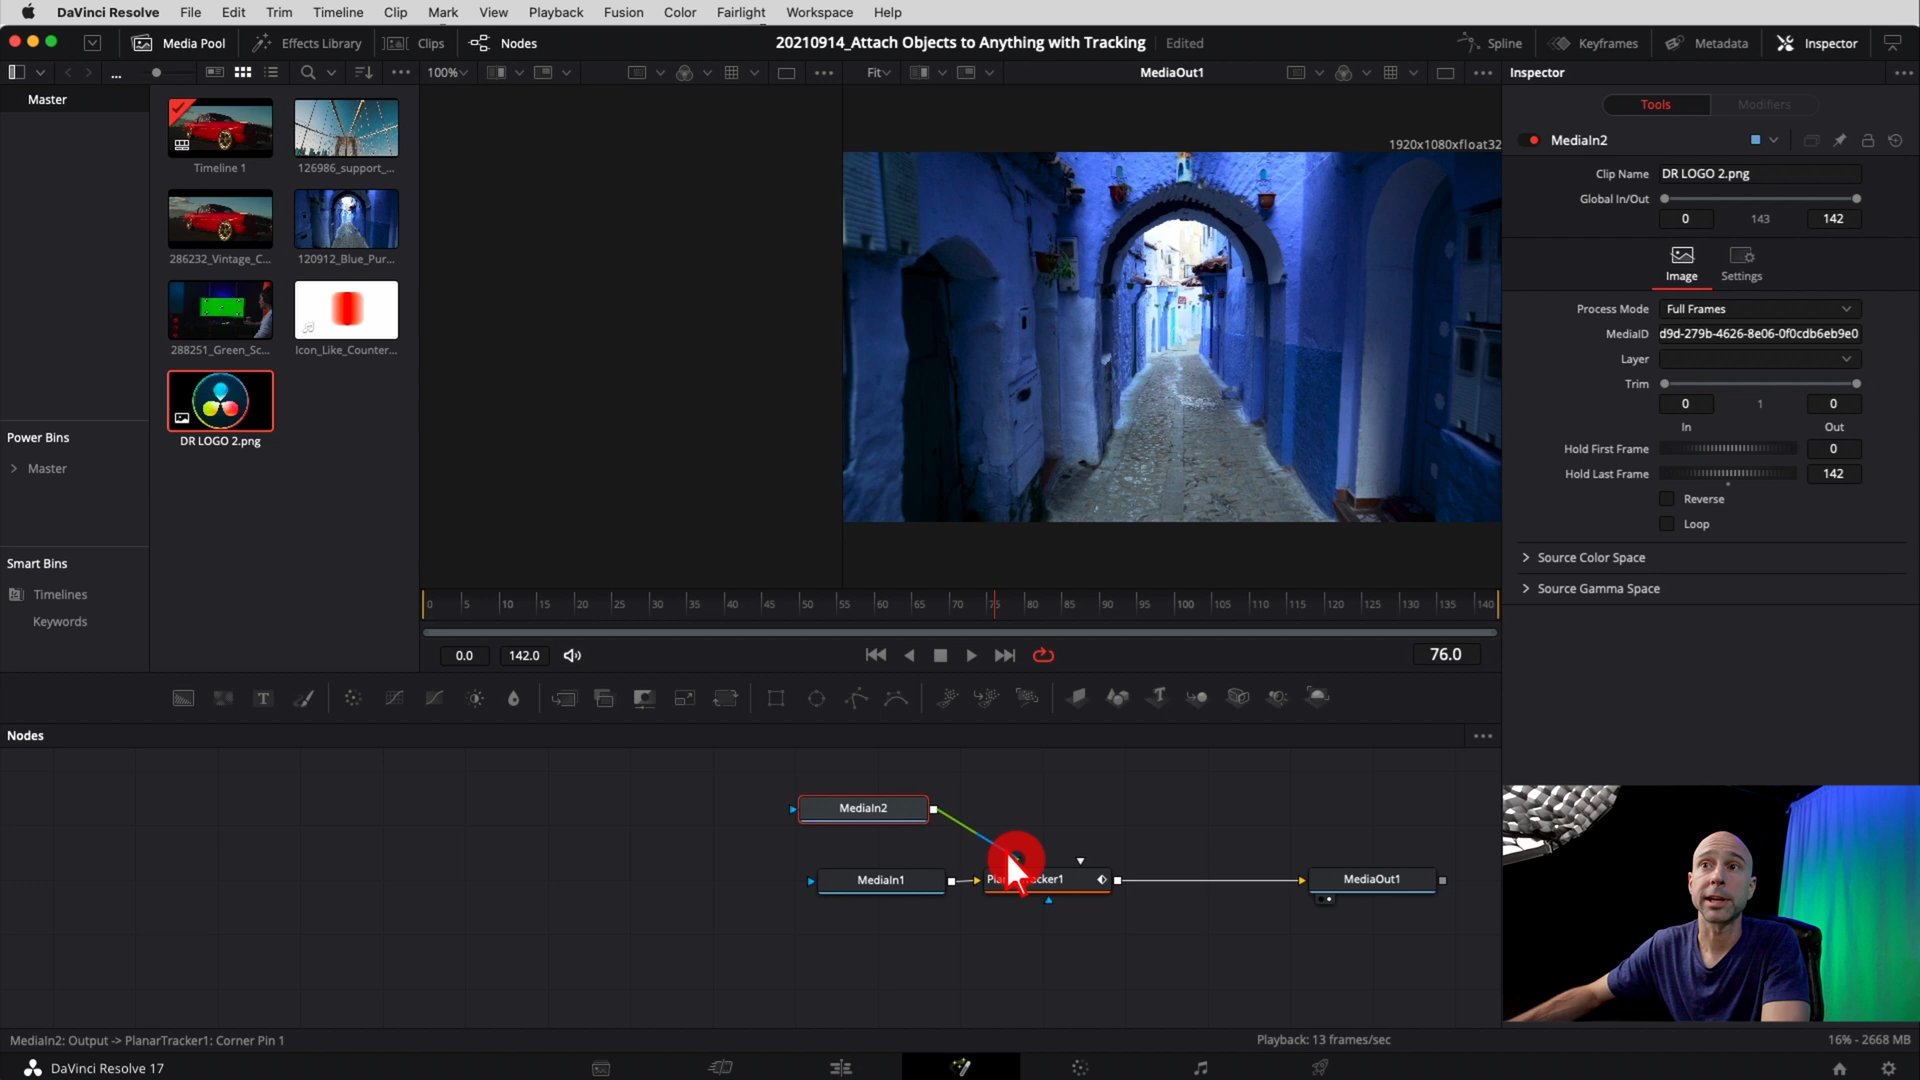 DaVinci Resolve File Edit Trim Timeline Clip Mark View Playback Fusion Color Fairlight Workspace Help
Media Pool Effects Library Clips Nodes 20210914_Attach Objects to Anything with Tracking Edited Spline Keyframes Metadata Inspector
... 100% Fit MediaOut1 Inspector
Master
Tools Modifiers
1920x1080xfloat32
MediaIn2
Timeline 1 126986_support_...
Clip Name DR LOGO 2.png
Global In/Out
0 143 142
286232_Vintage_C... 120912_Blue_Pur...
Image Settings
Process Mode Full Frames
MediaID d9d-279b-4626-8e06-0f0cdb6eb9e0
288251_Green_Sc... Icon_Like_Counter...
Layer
Trim
0 1 0
In Out
DR LOGO 2.png
Power Bins
Master
Hold First Frame 0
Hold Last Frame 142
Reverse
Loop
Source Color Space
Smart Bins
Source Gamma Space
Timelines
Keywords
0 5 10 15 20 25 30 35 40 45 50 55 60 65 70 75 80 85 90 95 100 105 110 115 120 125 130 135 140
0.0 142.0 76.0
Nodes
MediaIn2
MediaIn1 Pla cker1 MediaOut1
MediaIn2: Output -> PlanarTracker1: Corner Pin 1 Playback: 13 frames/sec 16% - 2668 MB
DaVinci Resolve 17